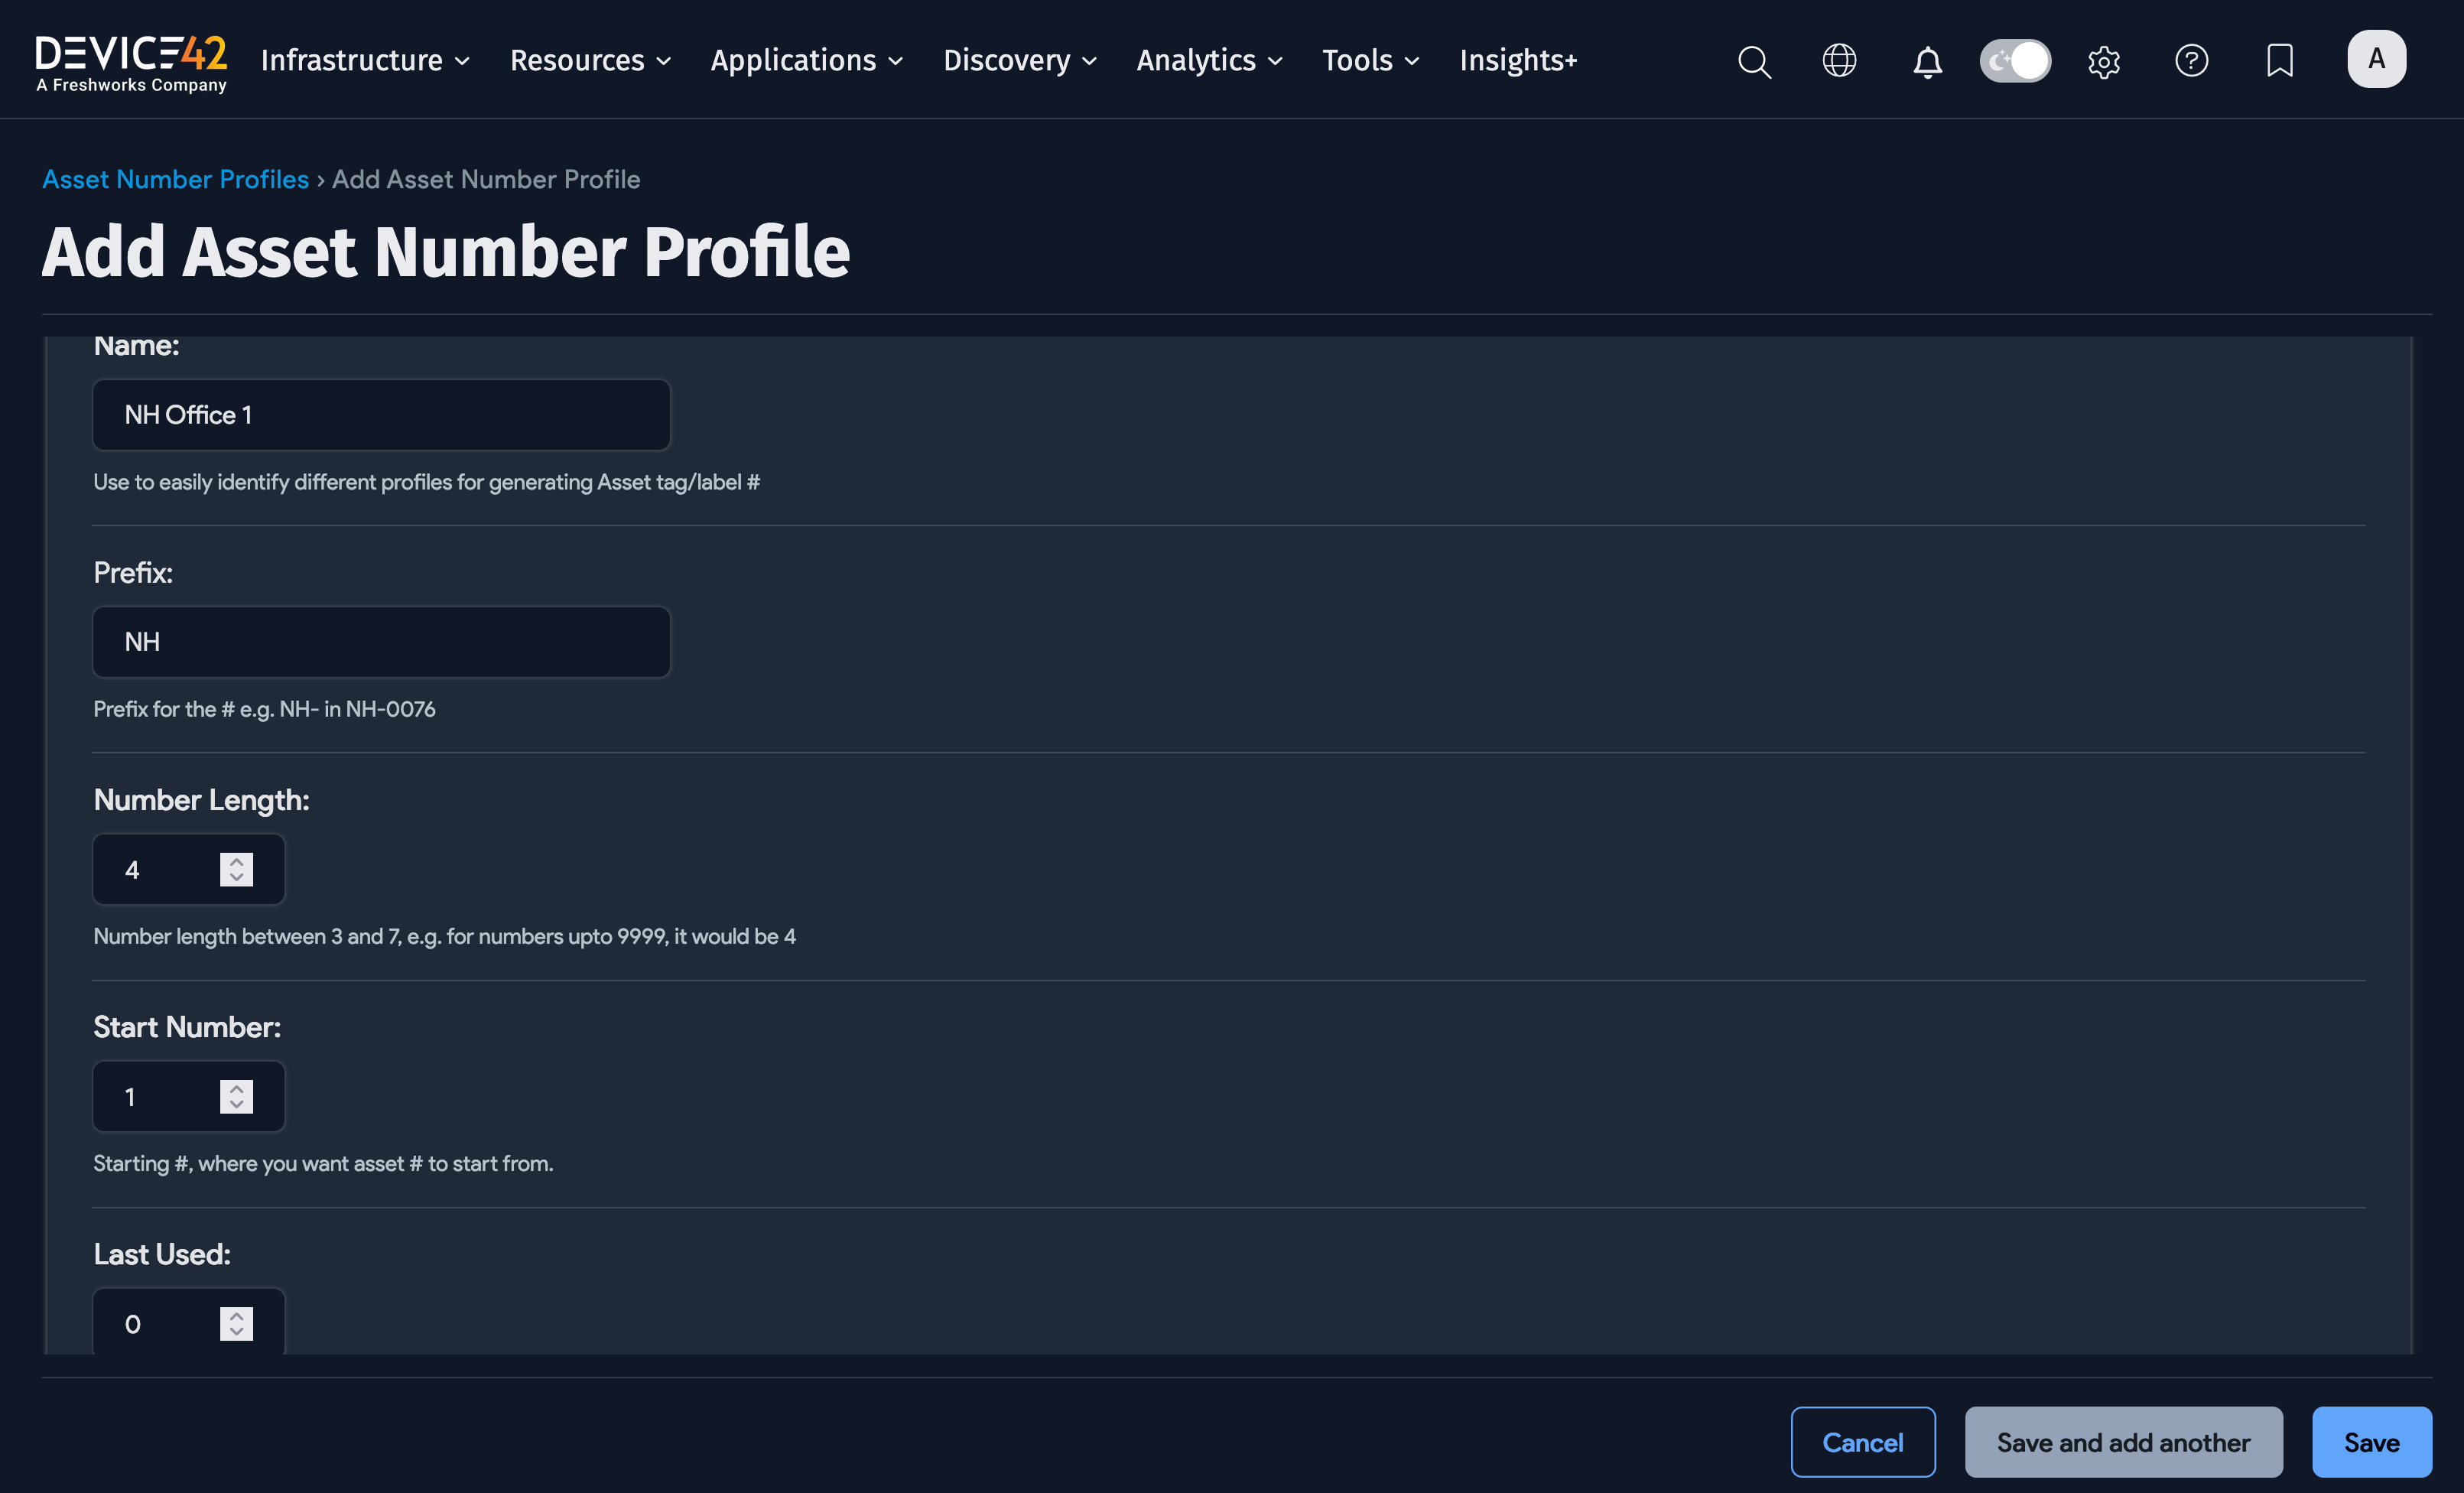 DEVICE42
A Freshworks Company
Infrastructure
Resources
Applications
Discovery
Analytics
Tools
Insights+
A
Asset Number Profiles › Add Asset Number Profile
Add Asset Number Profile
Name:
NH Office 1
Use to easily identify different profiles for generating Asset tag/label #
Prefix:
NH
Prefix for the # e.g. NH- in NH-0076
Number Length:
4
Number length between 3 and 7, e.g. for numbers upto 9999, it would be 4
Start Number:
1
Starting #, where you want asset # to start from.
Last Used:
0
Cancel
Save and add another
Save